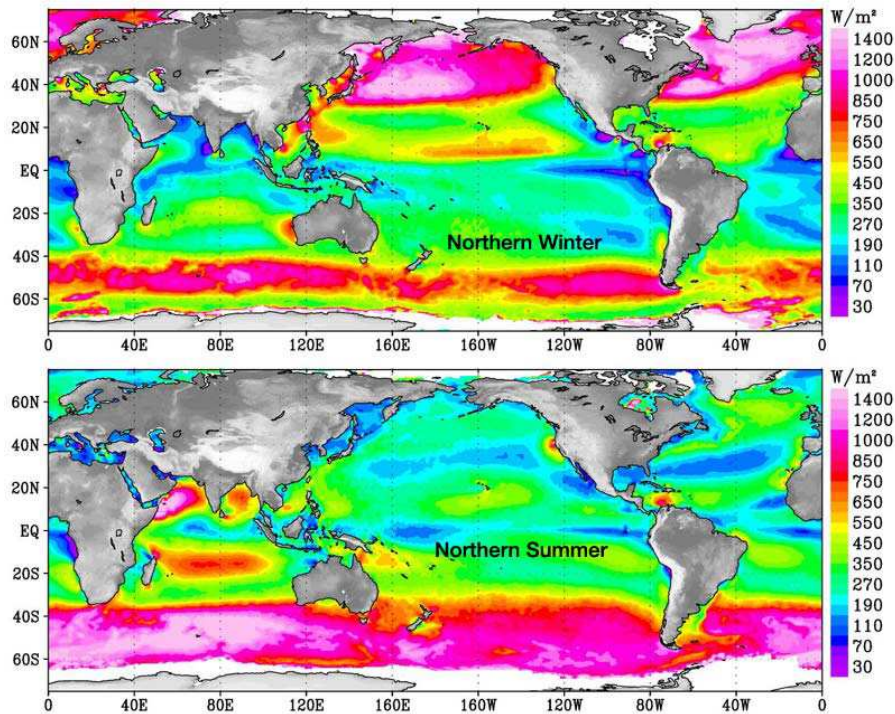 W/m²
60N
40N
20N
EQ
20S
40S
60S
0
40E
80E
120E
160E
160W
120W
80W
40W
0
Northern Winter
1400
1200
1000
850
750
650
550
450
350
270
190
110
70
30
W/m²
60N
40N
20N
EQ
20S
40S
60S
0
40E
80E
120E
160E
160W
120W
80W
40W
0
Northern Summer
1400
1200
1000
850
750
650
550
450
350
270
190
110
70
30